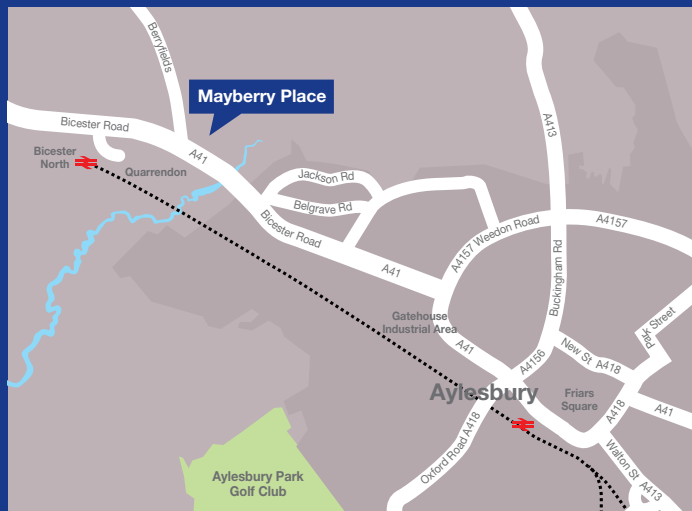 Berryfields
Mayberry Place
Bicester Road
A413
Bicester
North
A41
Quarrendon
Jackson Rd
Belgrave Rd
Bicester Road
A4157 Weedon Road
A4157
A41
Buckingham Rd
Gatehouse
Industrial Area
Park Street
A41
New St
A418
A4156
Aylesbury
Friars
Square
A418
A41
Oxford Road A418
Walton St
A413
Aylesbury Park
Golf Club